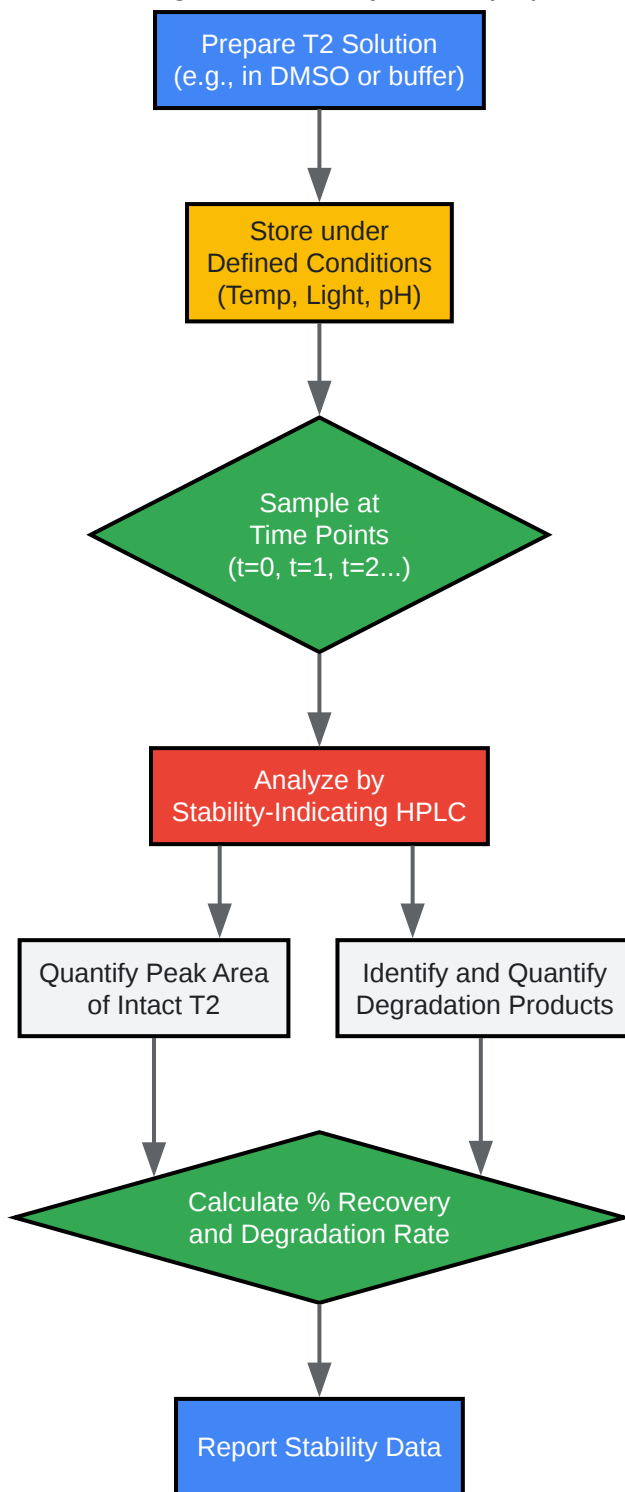 Prepare T2 Solution
(e.g., in DMSO or buffer)
Store under
Defined Conditions
(Temp, Light, pH)
Sample at
Time Points
(t=0, t=1, t=2...)
Analyze by
Stability-Indicating HPLC
Quantify Peak Area
of Intact T2
Identify and Quantify
Degradation Products
Calculate % Recovery
and Degradation Rate
Report Stability Data